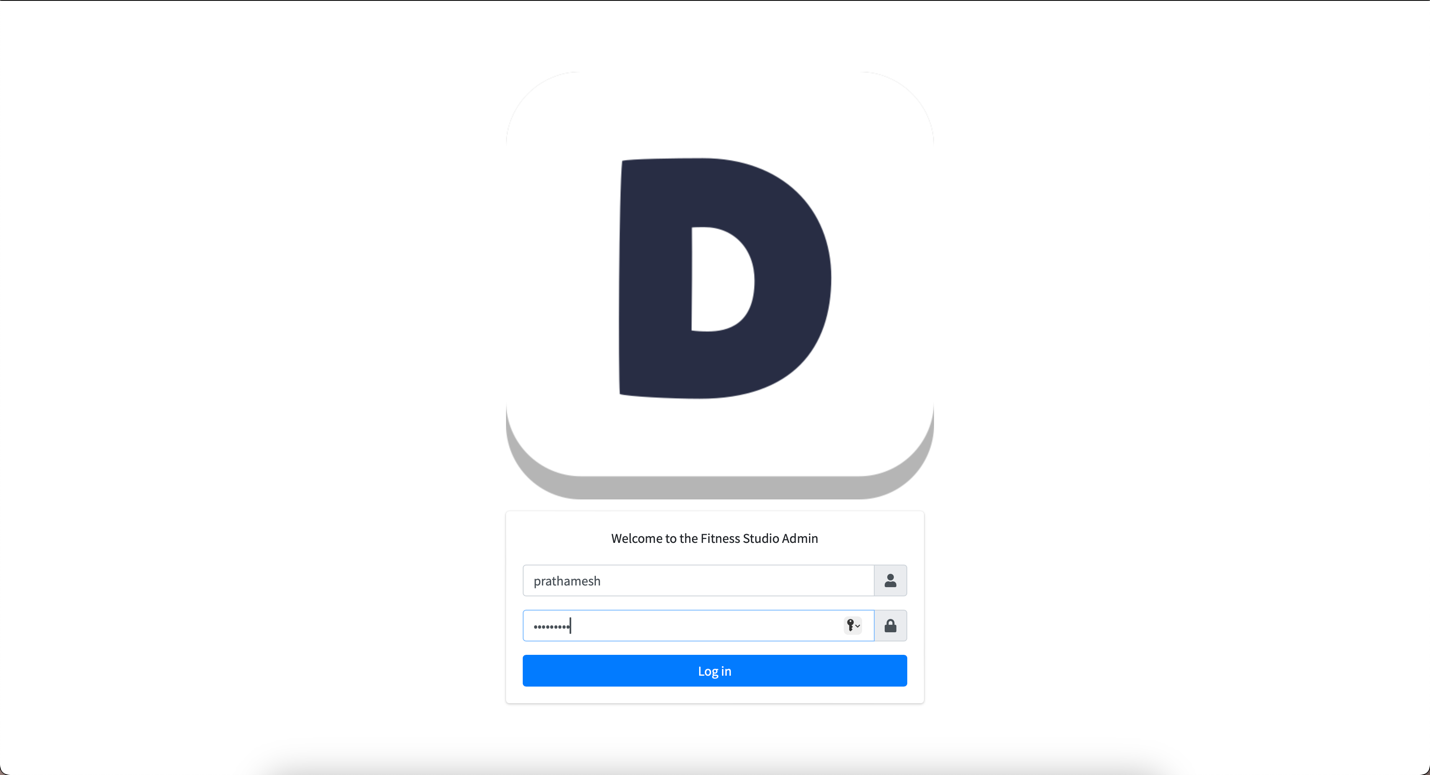 D
Welcome to the Fitness Studio Admin
prathamesh
•••••••••
Log in